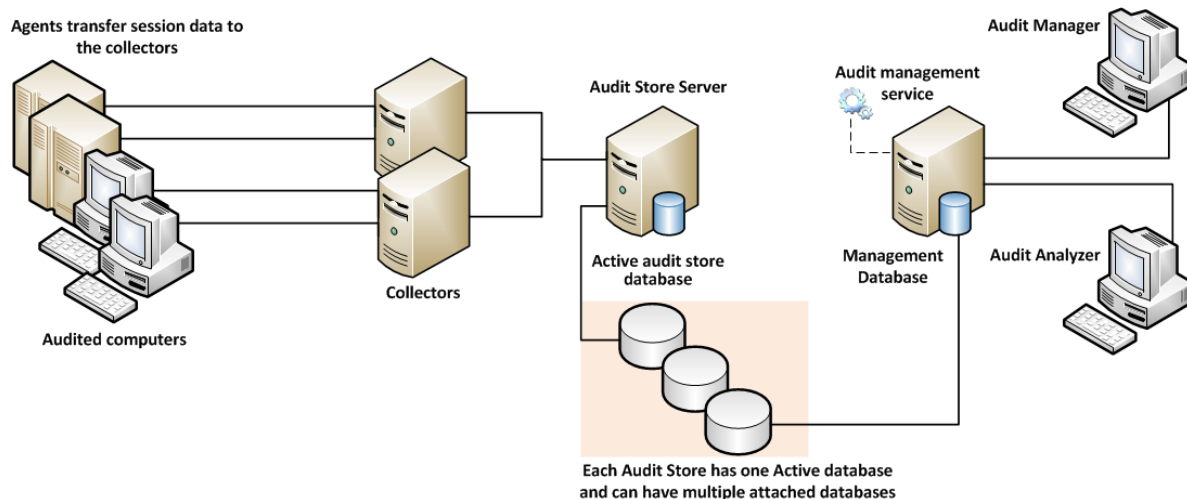 Agents transfer session data to
the collectors
Audited computers
Collectors
Audit Store Server
Active audit store
database
Each Audit Store has one Active database
and can have multiple attached databases
Audit management
service
Management
Database
Audit Manager
Audit Analyzer